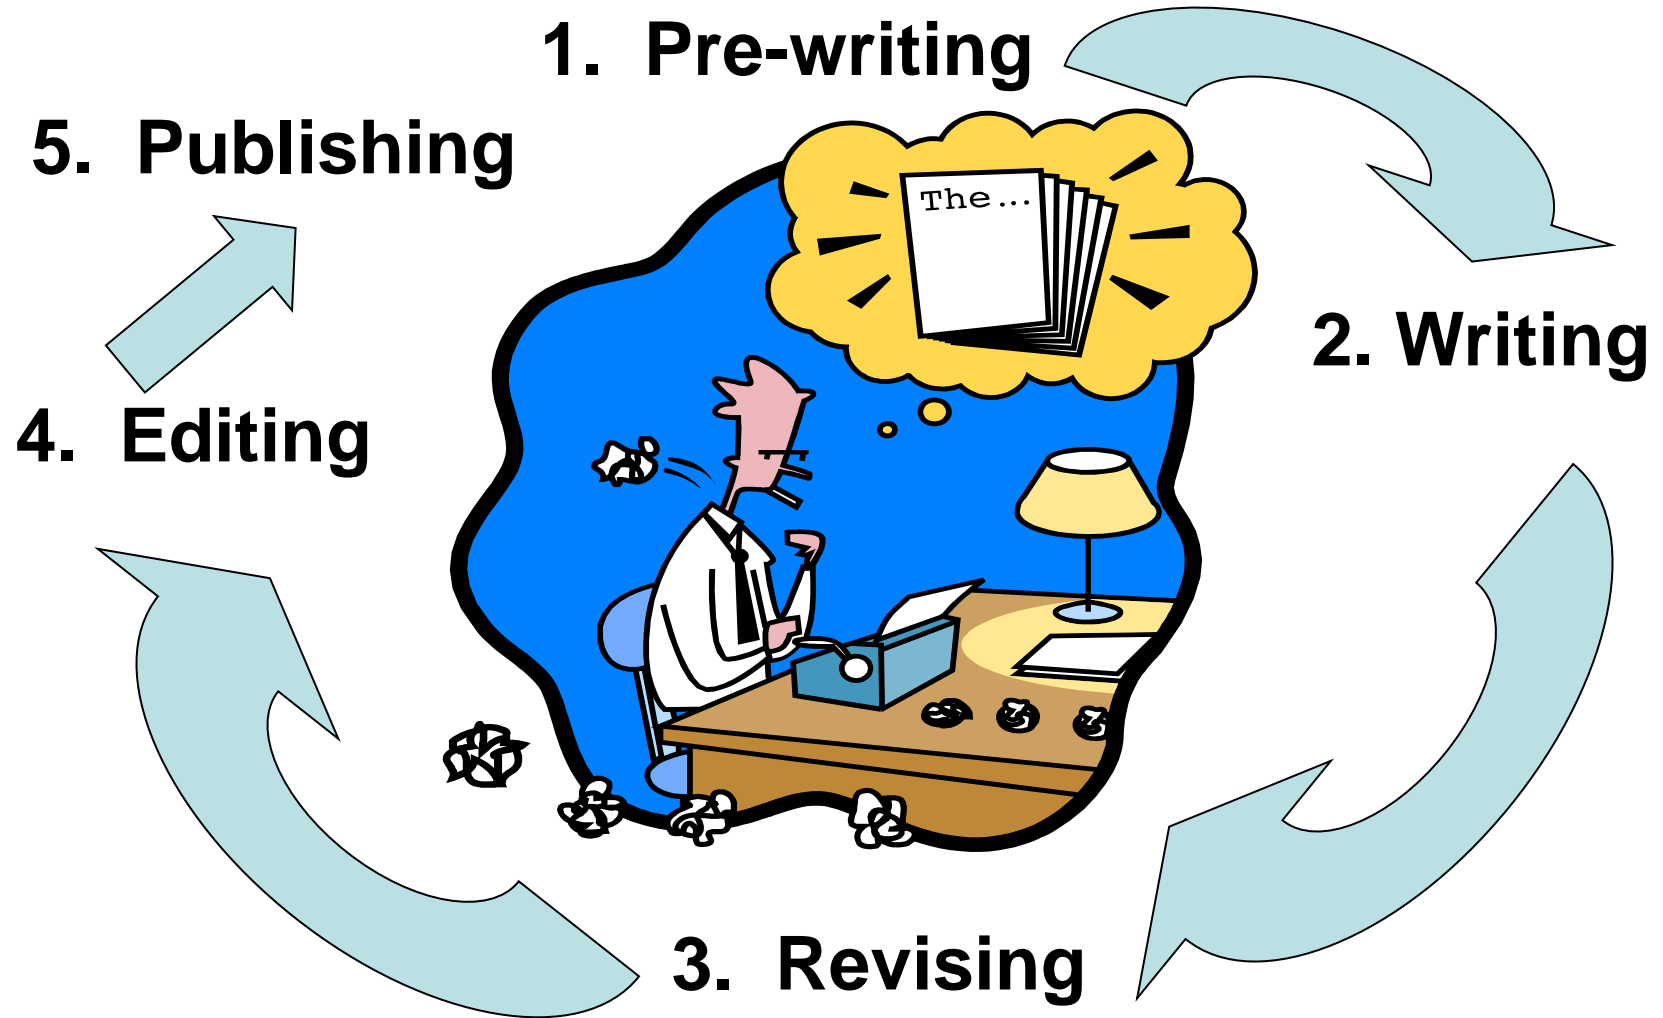 1. Pre-writing
5. Publishing
The...
2. Writing
4. Editing
3. Revising